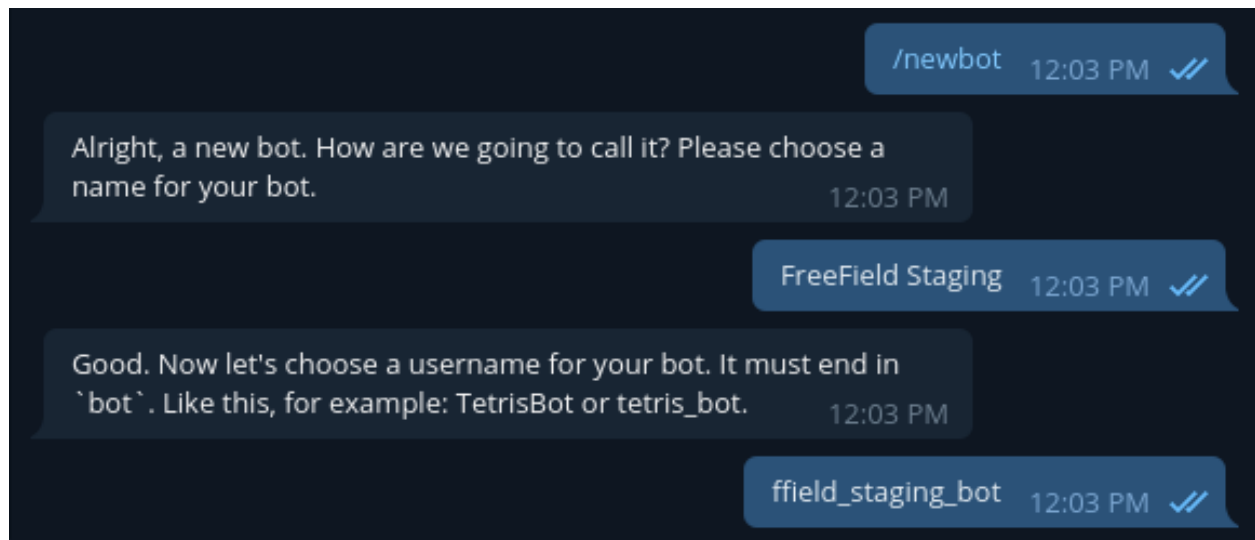 /newbot 12:03 PM
Alright, a new bot. How are we going to call it? Please choose a
name for your bot.
12:03 PM
FreeField Staging 12:03 PM
Good. Now let's choose a username for your bot. It must end in
`bot`. Like this, for example: TetrisBot or tetris_bot.
12:03 PM
ffield_staging_bot 12:03 PM